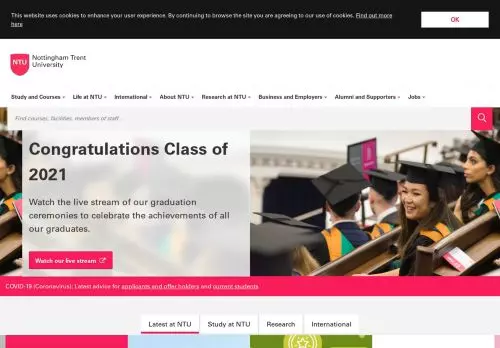 This website uses cookies to enhance your user experience. By continuing to browse the site you are agreeing to our use of cookies. Find out more
here
OK
NTU
Nottingham Trent
University
Study and Courses
Life at NTU
International
About NTU
Research at NTU
Business and Employers
Alumni and Supporters
Jobs
Find courses, facilities, members of staff...
Congratulations Class of
2021
Watch the live stream of our graduation
ceremonies to celebrate the achievements of all
our graduates.
Watch our live stream
COVID-19 (Coronavirus): Latest advice for applicants and offer holders and current students
Latest at NTU
Study at NTU
Research
International